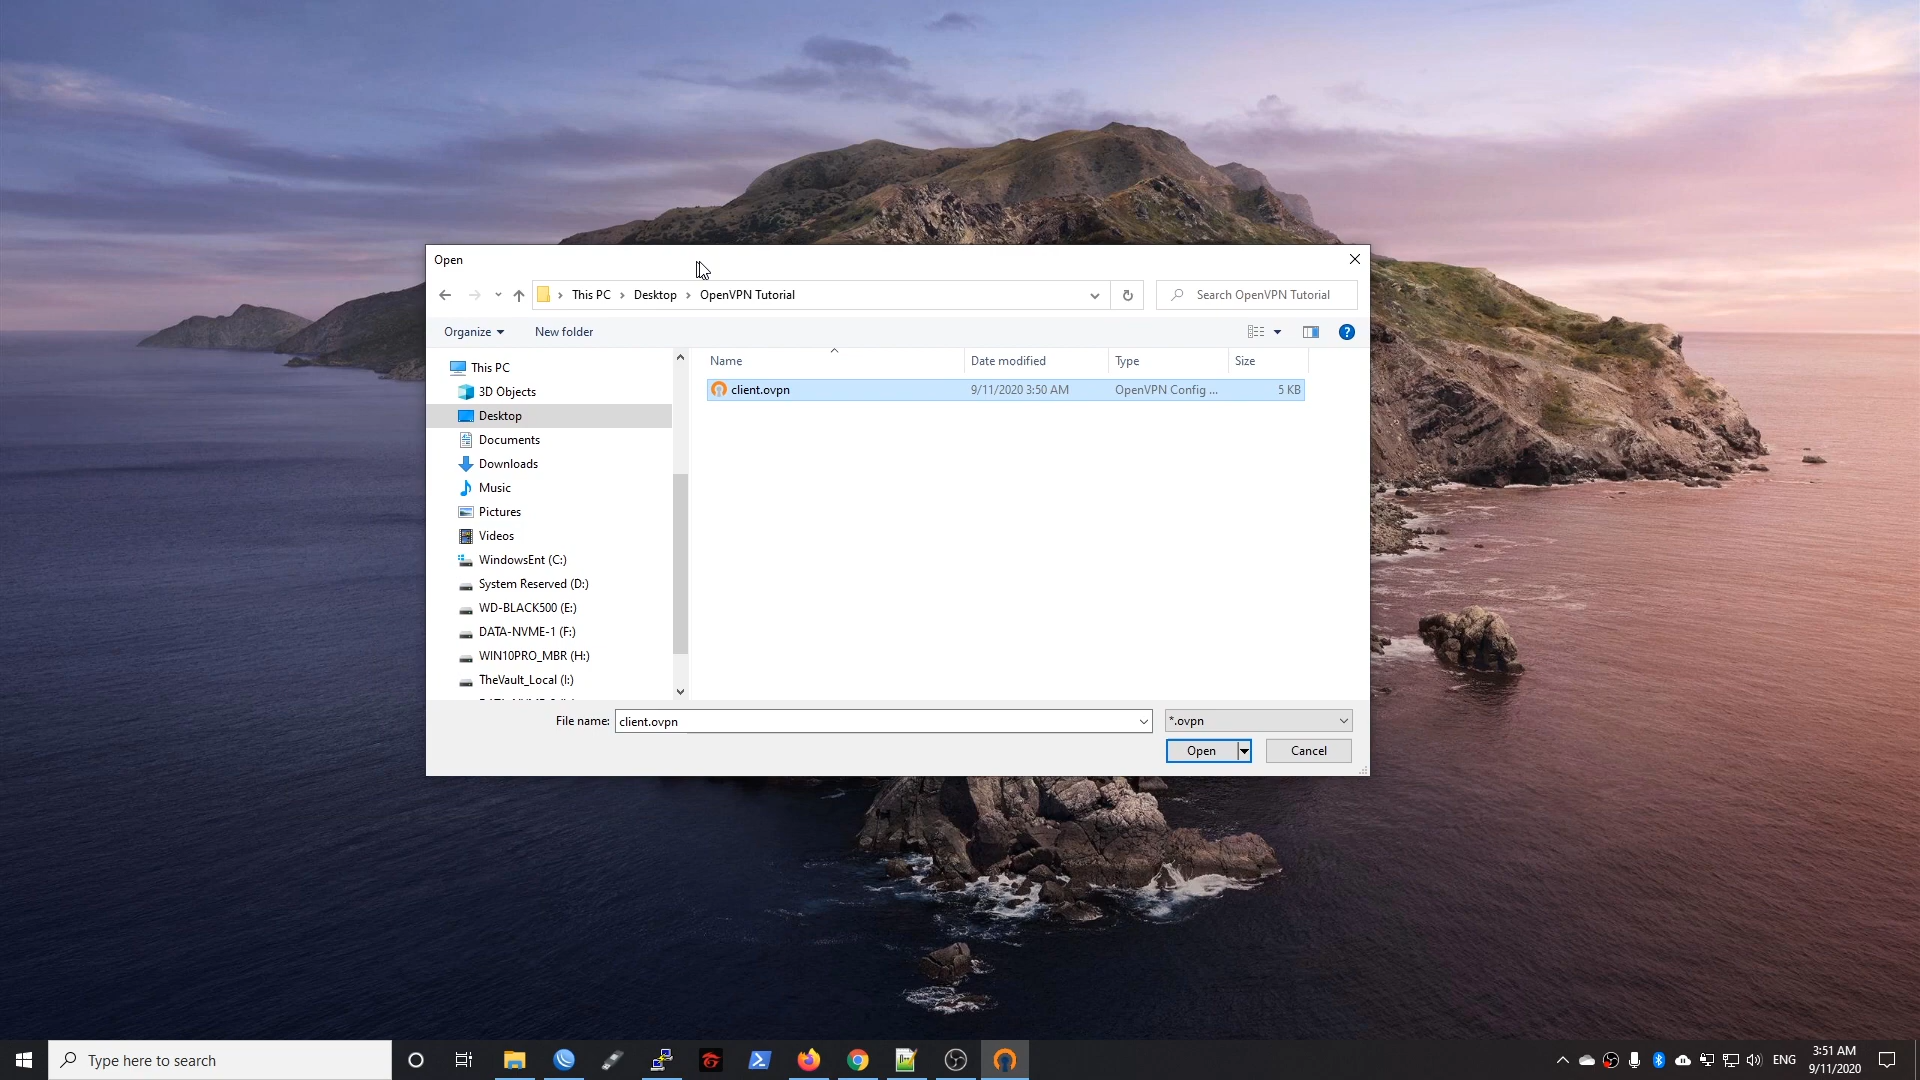 Open
This PC > Desktop > OpenVPN Tutorial
Search OpenVPN Tutorial
Organize
New folder
Name
Date modified
Type
Size
client.ovpn
9/11/2020 3:50 AM
OpenVPN Config ...
5 KB
This PC
3D Objects
Desktop
Documents
Downloads
Music
Pictures
Videos
WindowsEnt (C:)
System Reserved (D:)
WD-BLACK500 (E:)
DATA-NVME-1 (F:)
WIN10PRO_MBR (H:)
TheVault_Local (I:)
File name:
client.ovpn
*.ovpn
Open
Cancel
Type here to search
ENG
3:51 AM
9/11/2020